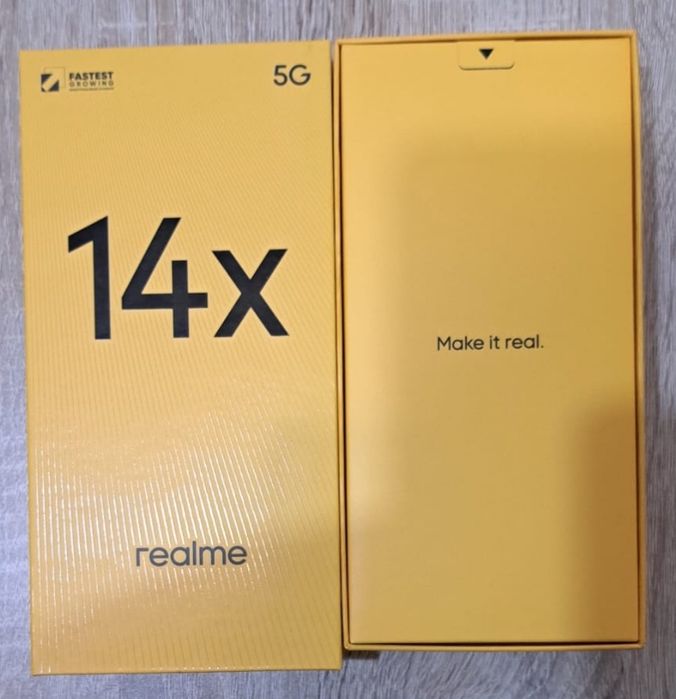 FASTEST
GROWING
5G
14x
realme
Make it real.